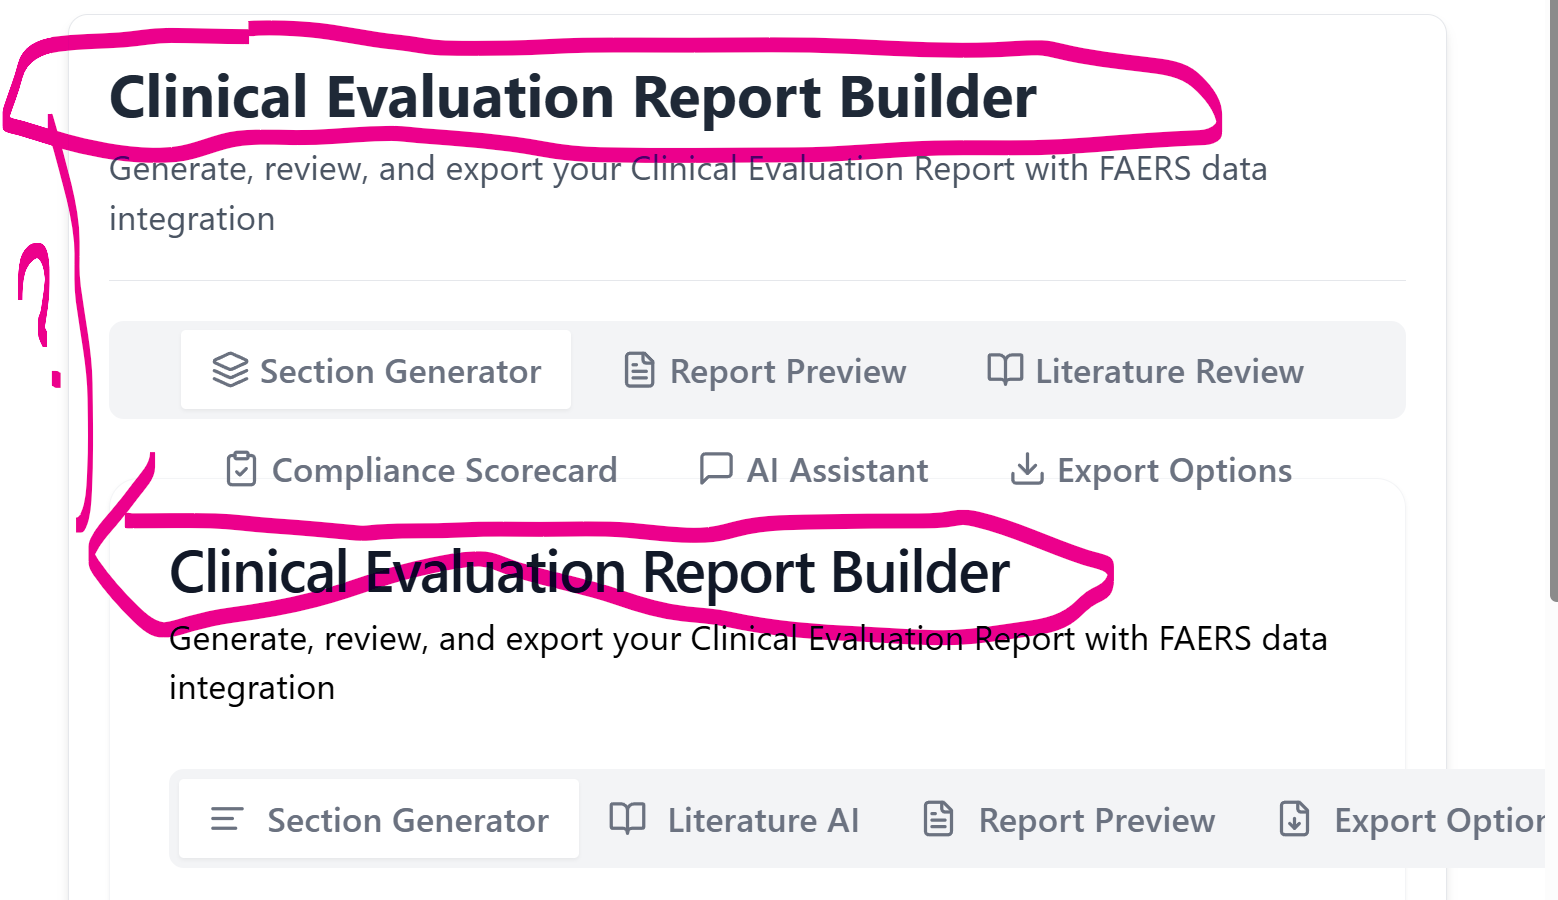 Clinical Evaluation Report Builder
Generate, review, and export your Clinical Evaluation Report with FAERS data
integration
Section Generator Report Preview Literature Review
Compliance Scorecard AI Assistant Export Options
?
Clinical Evaluation Report Builder
Generate, review, and export your Clinical Evaluation Report with FAERS data
integration
Section Generator Literature AI Report Preview Export